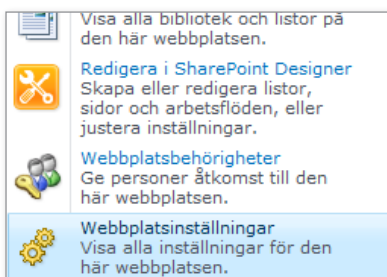 Visa alla bibliotek och listor på
den här webbplatsen.
Redigera i SharePoint Designer
Skapa eller redigera listor,
sidor och arbetsflöden, eller
justera inställningar.
Webbplatsbehörigheter
Ge personer åtkomst till den
här webbplatsen.
Webbplatsinställningar
Visa alla inställningar för den
här webbplatsen.